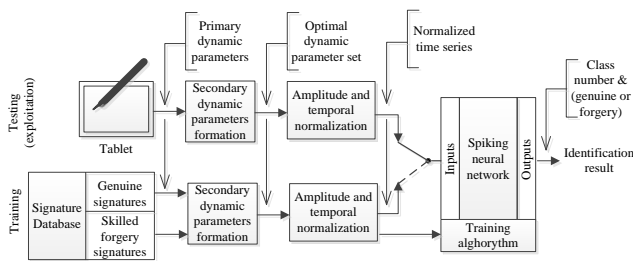 Primary
dynamic
parameters
Optimal
dynamic
parameter set
Normalized
time series
Class
number &
(genuine or
forgery)
Testing
(exploitation)
Tablet
Secondary
dynamic
parameters
formation
Amplitude and
temporal
normalization
Inputs
Spiking
neural
network
Outputs
Identification
result
Training
Signature
Database
Genuine
signatures
Skilled
forgery
signatures
Secondary
dynamic
parameters
formation
Amplitude and
temporal
normalization
Training
alghorythm